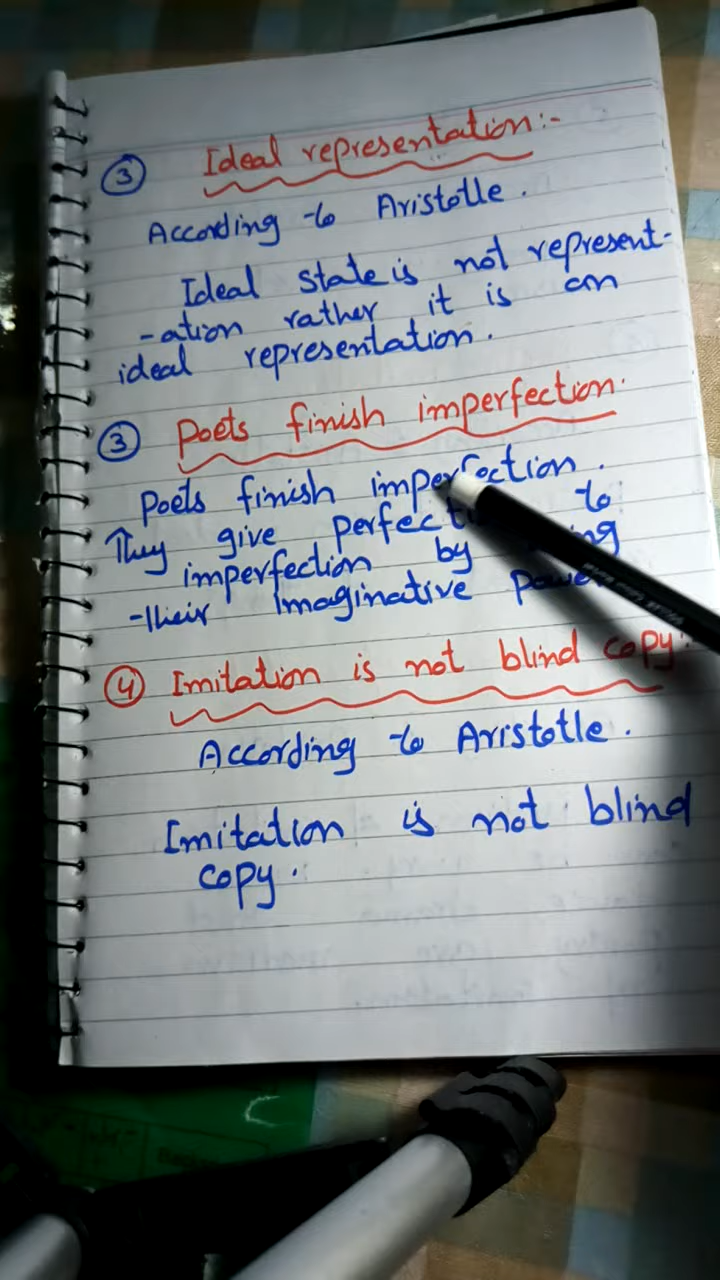 ③ Ideal representation:-
According to Aristotle.
Ideal state is not represent-
-ation rather it is an
ideal representation.
③ Poets finish imperfection.
Poets finish imperfection.
They give to
imperfection by
their Imaginative
④ Imitation is not blind copy:
According to Aristotle.
Imitation is not blind
copy.